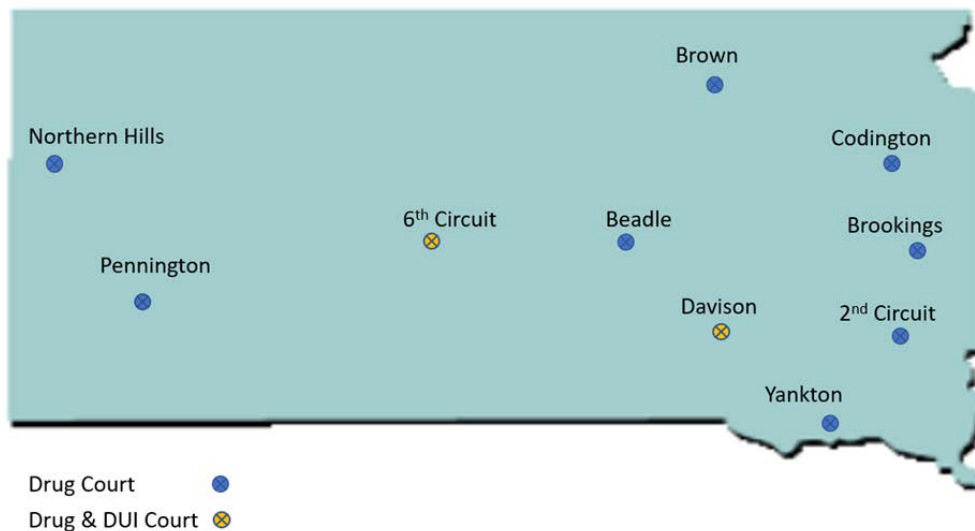 Brown
Northern Hills
Codington
6th Circuit
Beadle
Brookings
Pennington
Davison
2nd Circuit
Yankton
Drug Court
Drug & DUI Court